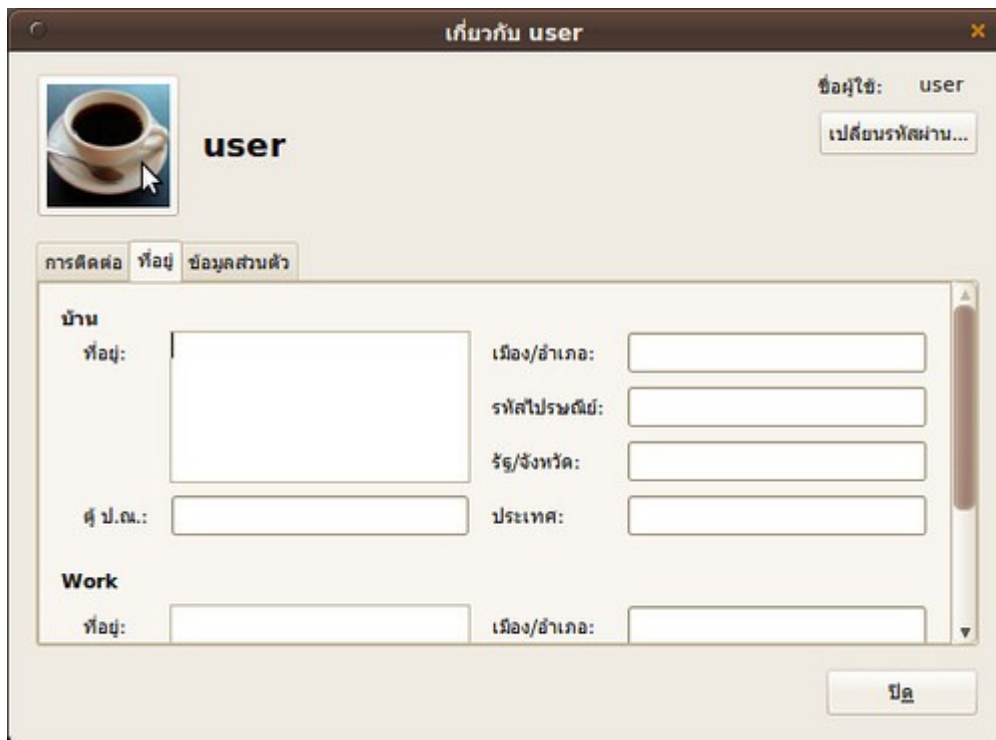 เกี่ยวกับ user
ชื่อผู้ใช้: user
user
เปลี่ยนรหัสผ่าน...
การติดต่อ ที่อยู่ ข้อมูลส่วนตัว
บ้าน
ที่อยู่: เมือง/อำเภอ:
รหัสไปรษณีย์:
รัฐ/จังหวัด:
ตู้ ป.ณ.: ประเทศ:
Work
ที่อยู่: เมือง/อำเภอ:
ปิด